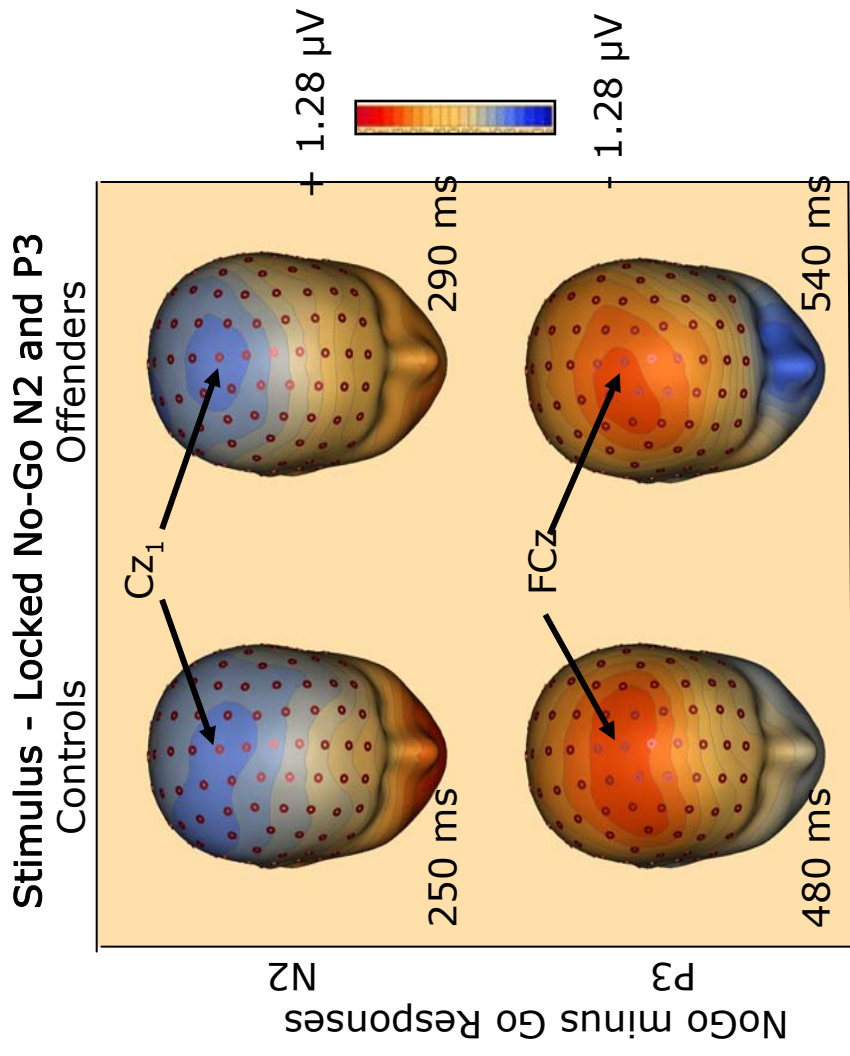 Stimulus - Locked No-Go N2 and P3
Controls
Offenders
NoGo minus Go Responses
N2
Cz1
250 ms
290 ms
P3
FCz
480 ms
540 ms
+ 1.28 µV
- 1.28 µV